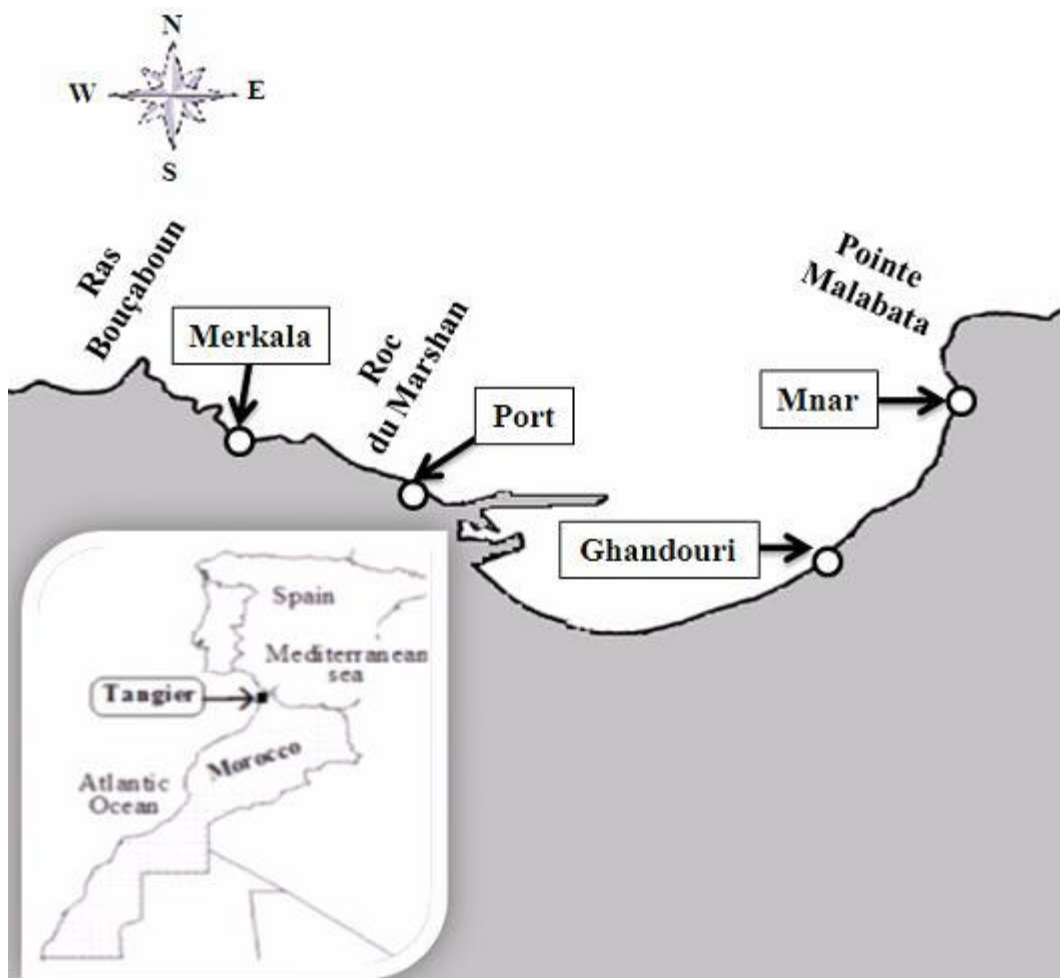 N
W E
S
Ras
Bouçaboun
Merkala
Roc
du Marshan
Port
Pointe
Malabata
Mnar
Ghandouri
Spain
Mediterranean
sea
Tangier
Morocco
Atlantic
Ocean